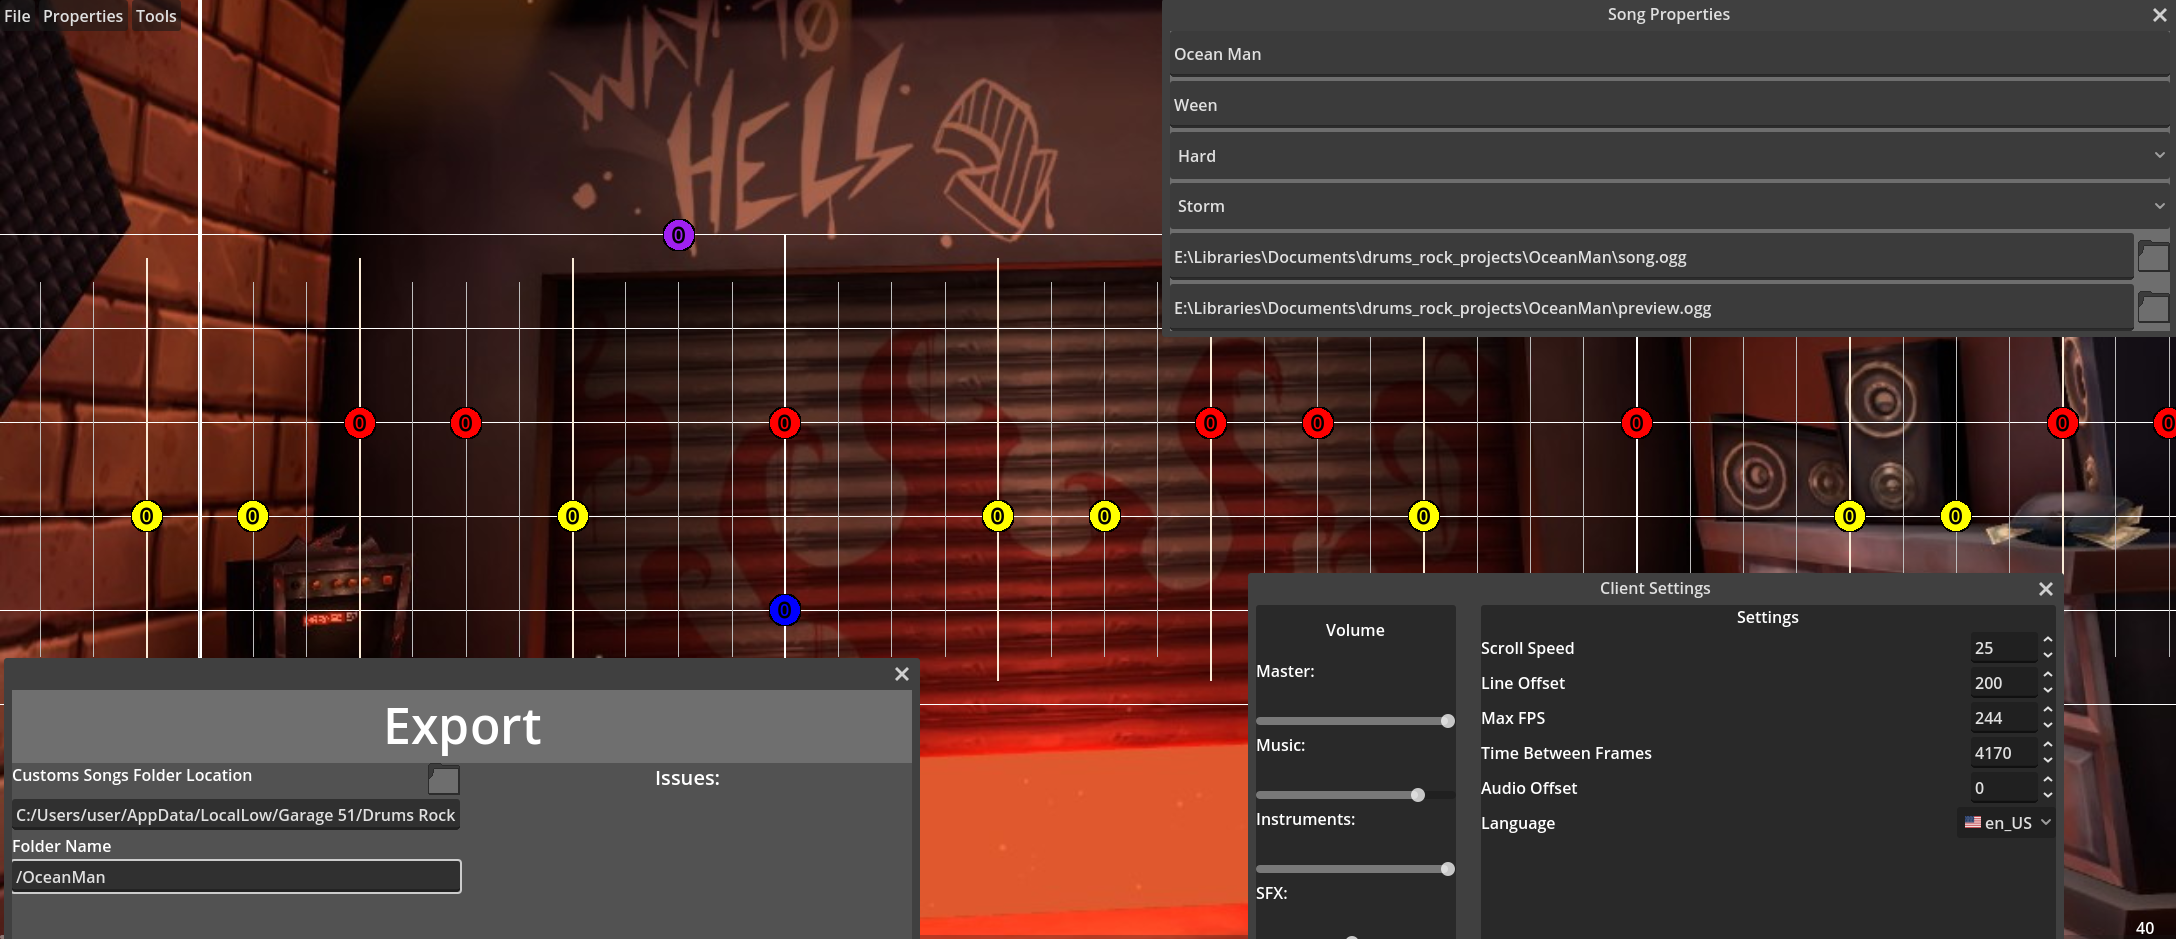 File Properties Tools
WAY TO
HELL
Song Properties
Ocean Man
Ween
Hard
Storm
E:\Libraries\Documents\drums_rock_projects\OceanMan\song.ogg
E:\Libraries\Documents\drums_rock_projects\OceanMan\preview.ogg
0
0 0 0 0 0 0 0 0
0 0 0 0 0 0 0 0
0
Client Settings
Volume
Master:
Music:
Instruments:
SFX:
Settings
Scroll Speed 25
Line Offset 200
Max FPS 244
Time Between Frames 4170
Audio Offset 0
Language en_US
Export
Customs Songs Folder Location
C:/Users/user/AppData/LocalLow/Garage 51/Drums Rock
Folder Name
/OceanMan
Issues:
40